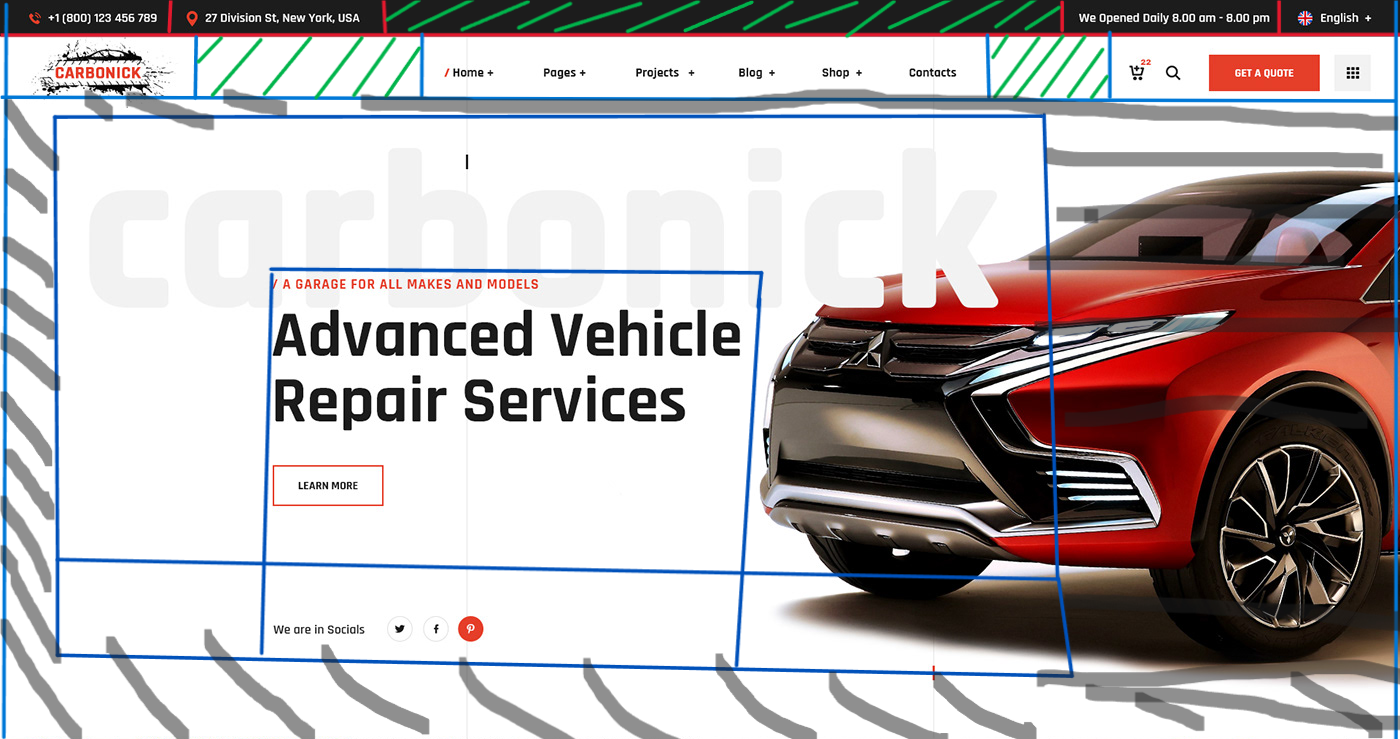 +1 (800) 123 456 789 27 Division St, New York, USA We Opened Daily 8.00 am - 8.00 pm English +
CARBONICK / Home + Pages + Projects + Blog + Shop + Contacts 22 GET A QUOTE
carbonick
/ A GARAGE FOR ALL MAKES AND MODELS
Advanced Vehicle
Repair Services
LEARN MORE
We are in Socials